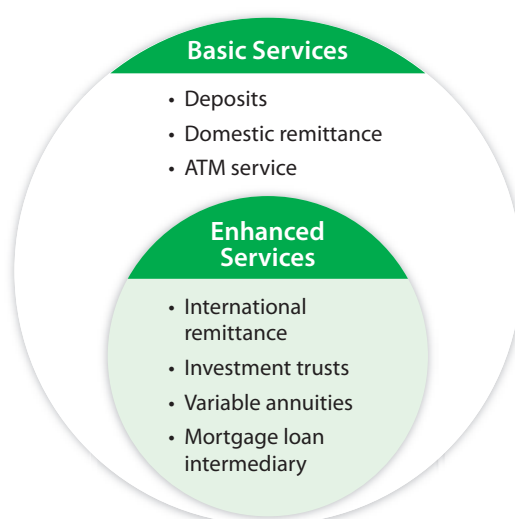 Basic Services
• Deposits
• Domestic remittance
• ATM service
Enhanced
Services
• International
remittance
• Investment trusts
• Variable annuities
• Mortgage loan
intermediary